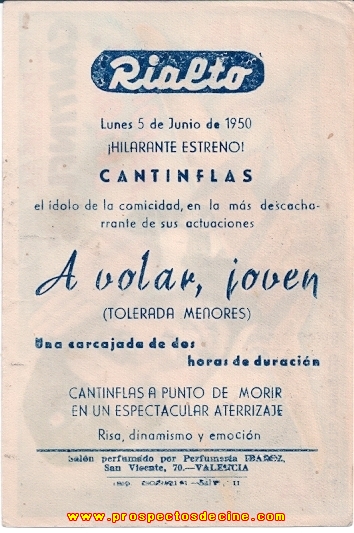 Rialto
Lunes 5 de Junio de 1950
¡HILARANTE ESTRENO!
CANTINFLAS
el idolo de la comicidad, en la más descacha-
rrante de sus actuaciones
A volar, joven
(TOLERADA MENORES)
Una carcajada de dos
horas de duración
CANTINFLAS A PUNTO DE MORIR
EN UN ESPECTACULAR ATERRIZAJE
Risa, dinamismo y emoción
Salón perfumado por Perfumería IBAÑEZ,
San Vicente, 70.—VALENCIA
www.prospectosdecine.com